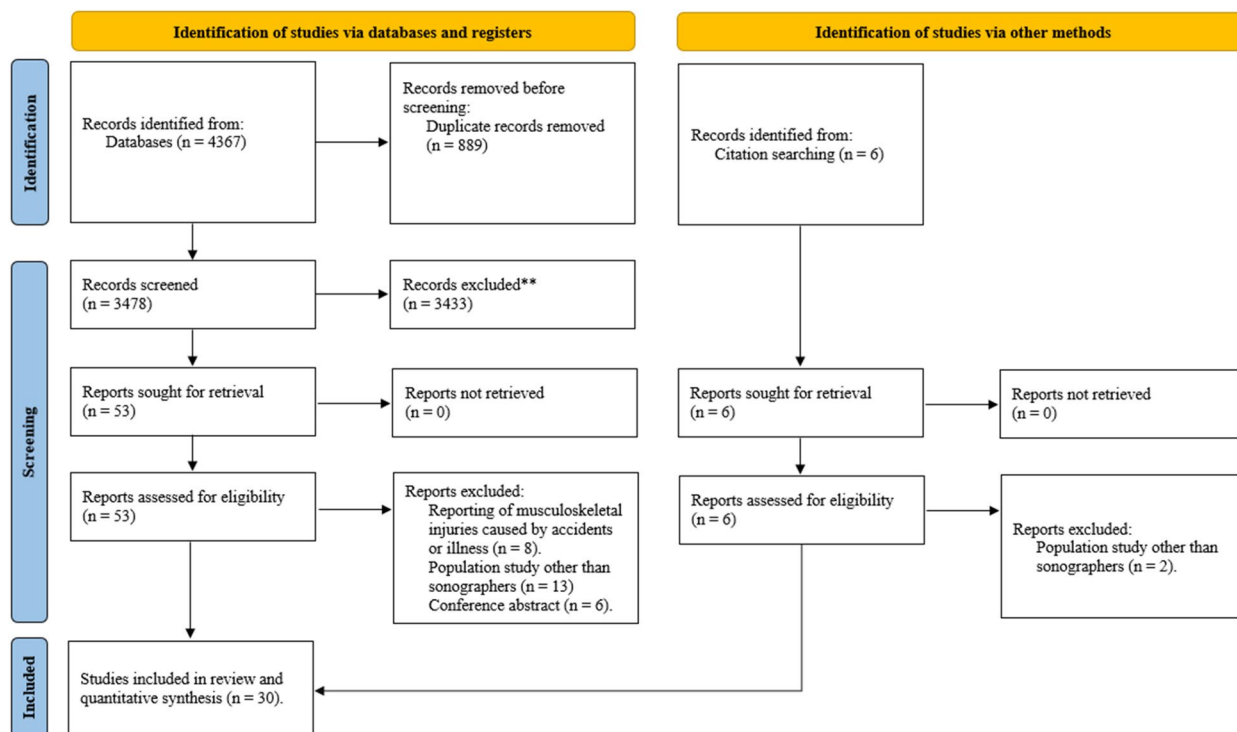 Identification of studies via databases and registers
Identification of studies via other methods
Identification
Records identified from:
Databases (n = 4367)
Records removed before
screening:
Duplicate records removed
(n = 889)
Records identified from:
Citation searching (n = 6)
Screening
Records screened
(n = 3478)
Records excluded**
(n = 3433)
Reports sought for retrieval
(n = 53)
Reports not retrieved
(n = 0)
Reports sought for retrieval
(n = 6)
Reports not retrieved
(n = 0)
Reports assessed for eligibility
(n = 53)
Reports excluded:
Reporting of musculoskeletal
injuries caused by accidents
or illness (n = 8).
Population study other than
sonographers (n = 13)
Conference abstract (n = 6).
Reports assessed for eligibility
(n = 6)
Reports excluded:
Population study other than
sonographers (n = 2).
Included
Studies included in review and
quantitative synthesis (n = 30).